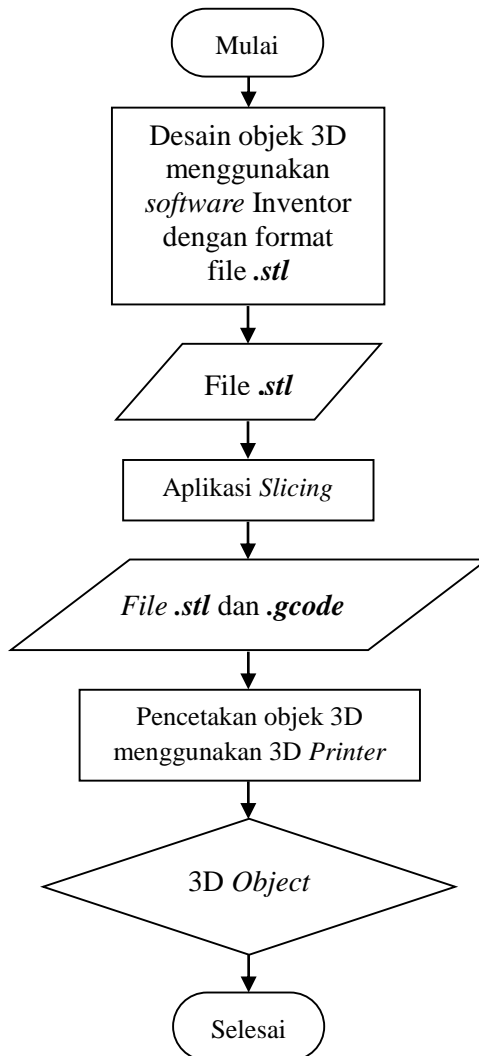 Mulai
Desain objek 3D
menggunakan
software Inventor
dengan format
file .stl
File .stl
Aplikasi Slicing
File .stl dan .gcode
Pencetakan objek 3D
menggunakan 3D Printer
3D Object
Selesai